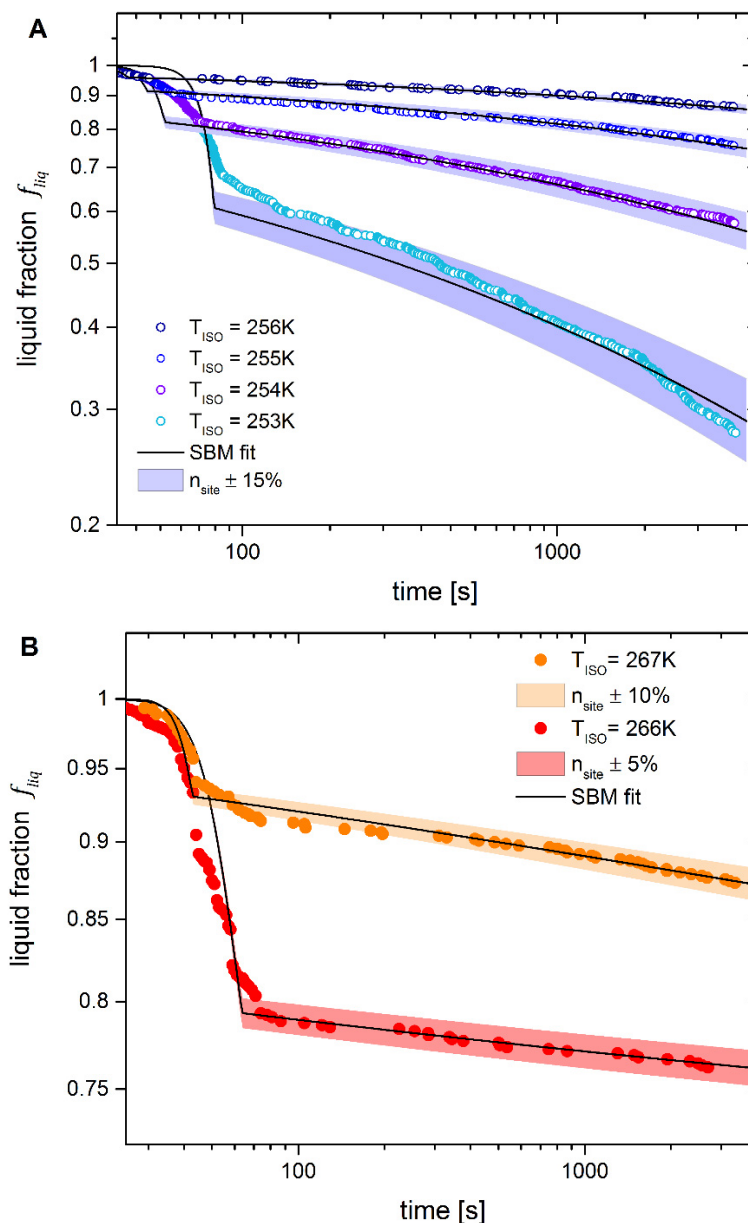 A
liquid fraction f_liq
1
0.9
0.8
0.7
0.6
0.5
0.4
0.3
0.2
T_ISO = 256K
T_ISO = 255K
T_ISO = 254K
T_ISO = 253K
SBM fit
n_site ± 15%
100
1000
time [s]
B
liquid fraction f_liq
1
0.95
0.9
0.85
0.8
0.75
T_ISO = 267K
n_site ± 10%
T_ISO = 266K
n_site ± 5%
SBM fit
100
1000
time [s]